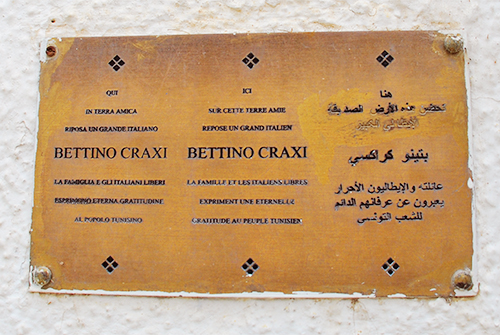 QUI
IN TERRA AMICA
RIPOSA UN GRANDE ITALIANO
BETTINO CRAXI
LA FAMIGLIA E GLI ITALIANI LIBERI
ESPRIMONO ETERNA GRATITUDINE
AL POPOLO TUNISINO
ICI
SUR CETTE TERRE AMIE
REPOSE UN GRAND ITALIEN
BETTINO CRAXI
LA FAMILLE ET LES ITALIENS LIBRES
EXPRIMENT UNE ETERNELLE
GRATITUDE AU PEUPLE TUNISIEN
هنا
تحضن هذه الأرض الصديقة
الكبير
بتينو كراكسي
عائلته والإيطاليون الأحرار
يعبرون عن عرفانهم الدائم
للشعب التونسي